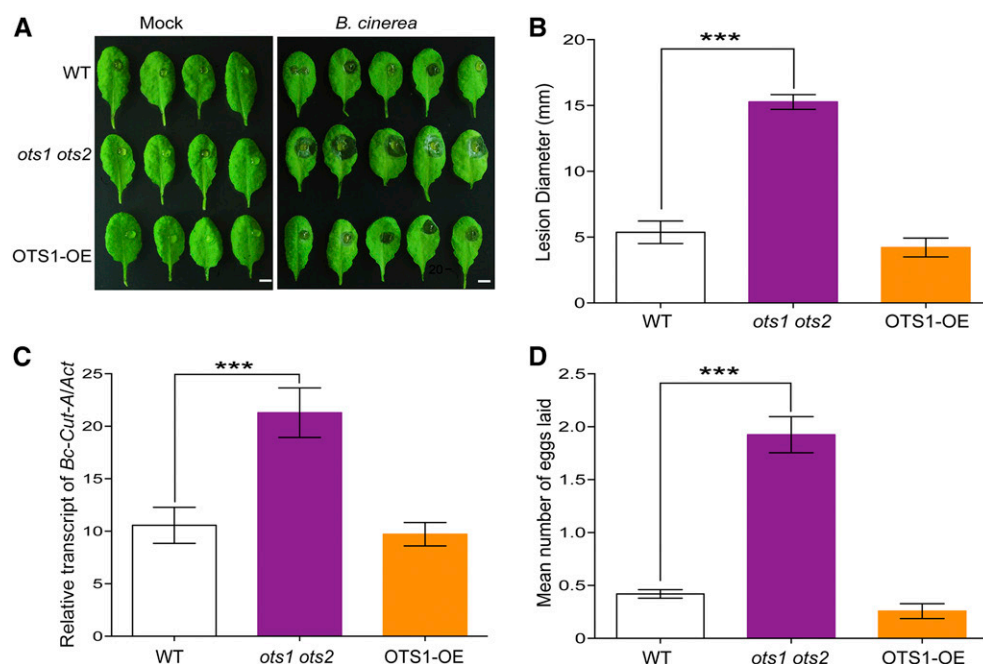 A
Mock
B. cinerea
WT
ots1 ots2
OTS1-OE
20
B
Lesion Diameter (mm)
20
15
10
5
0
***
WT
ots1 ots2
OTS1-OE
C
Relative transcript of Bc-Cut-A/Act
25
20
15
10
5
0
***
WT
ots1 ots2
OTS1-OE
D
Mean number of eggs laid
2.5
2.0
1.5
1.0
0.5
0
***
WT
ots1 ots2
OTS1-OE